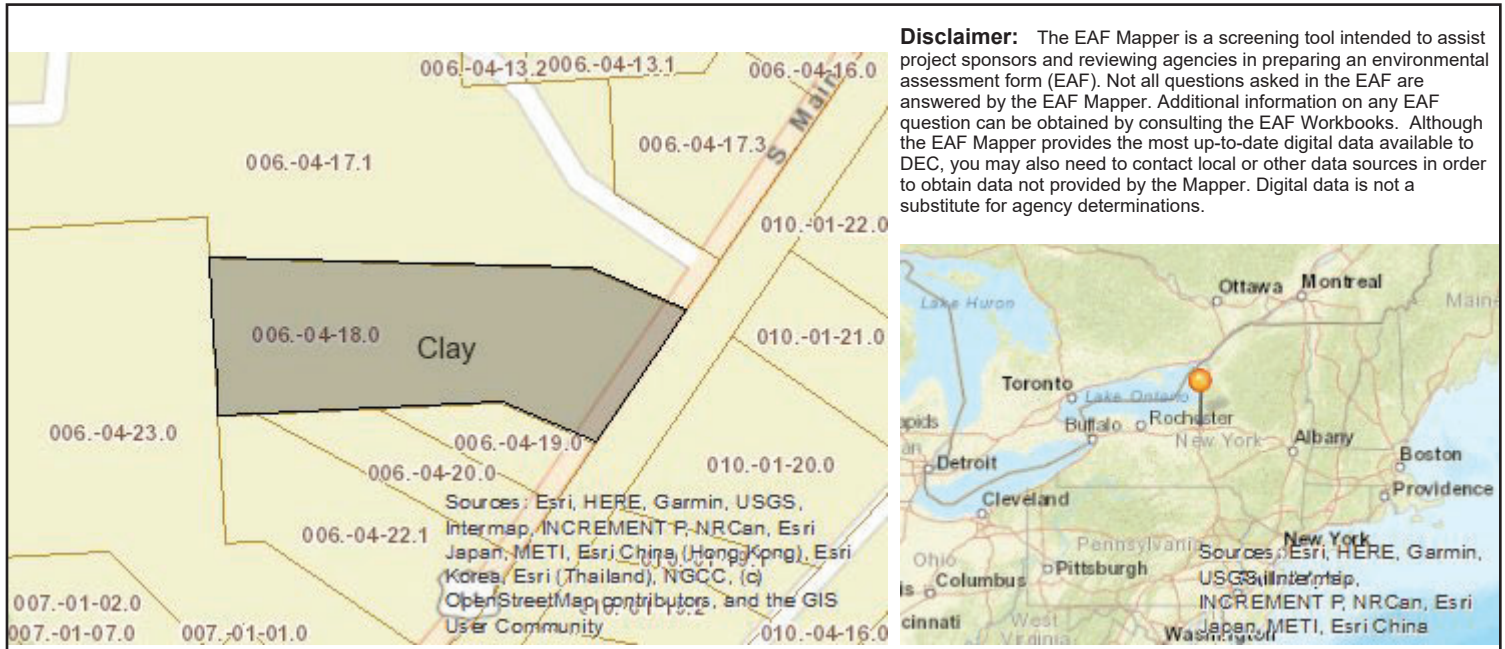 Disclaimer: The EAF Mapper is a screening tool intended to assist
project sponsors and reviewing agencies in preparing an environmental
assessment form (EAF). Not all questions asked in the EAF are
answered by the EAF Mapper. Additional information on any EAF
question can be obtained by consulting the EAF Workbooks. Although
the EAF Mapper provides the most up-to-date digital data available to
DEC, you may also need to contact local or other data sources in order
to obtain data not provided by the Mapper. Digital data is not a
substitute for agency determinations.
006.-04-13.2
006.-04-13.1
006.-04-16.0
S Main
006.-04-17.3
006.-04-17.1
010.-01-22.0
006.-04-18.0
Clay
010.-01-21.0
006.-04-23.0
006.-04-19.0
006.-04-20.0
010.-01-20.0
006.-04-22.1
Sources: Esri, HERE, Garmin, USGS,
Intermap, INCREMENT P, NRCan, Esri
Japan, METI, Esri China (Hong Kong), Esri
Korea, Esri (Thailand), NGCC, (c)
OpenStreetMap contributors, and the GIS
User Community
007.-01-02.0
007.-01-07.0
007.-01-01.0
010.-04-16.0
Ottawa
Montreal
Lake Huron
Toronto
Lake Ontario
Rochester
Buffalo
New York
Albany
Detroit
Boston
Providence
Cleveland
New York
Pennsylvania
Ohio
Pittsburgh
Columbus
West
Virginia
Washington
Sources: Esri, HERE, Garmin,
USGS, Intermap,
INCREMENT P, NRCan, Esri
Japan, METI, Esri China